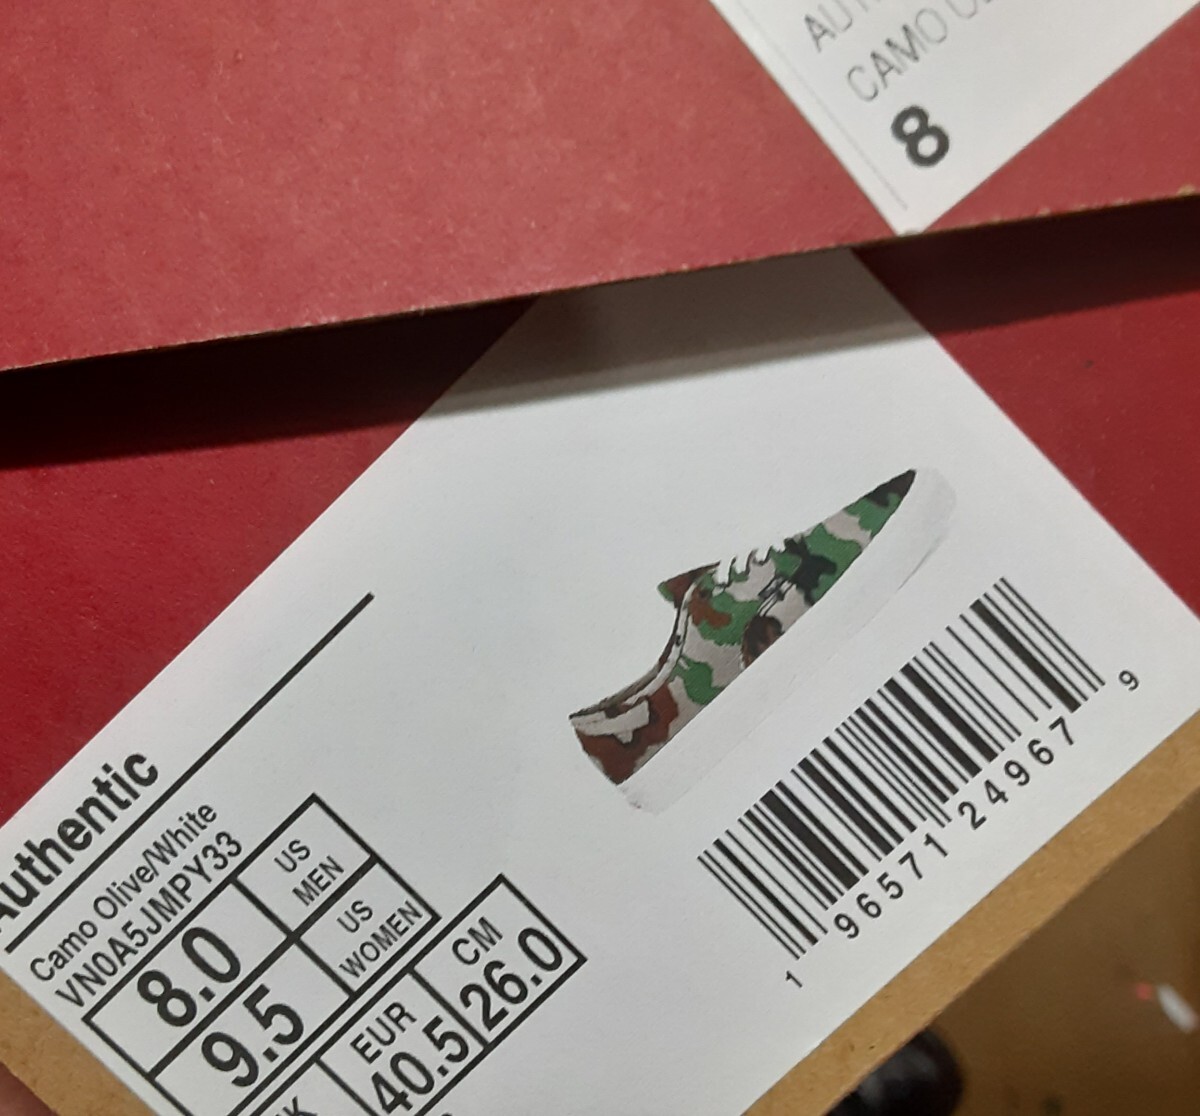 CAMO
8
Authentic
Camo Olive/White
VN0A5JMPY33
8.0 US MEN
9.5 US WOMEN
EUR CM
40.5 26.0
1 96571 24967 9